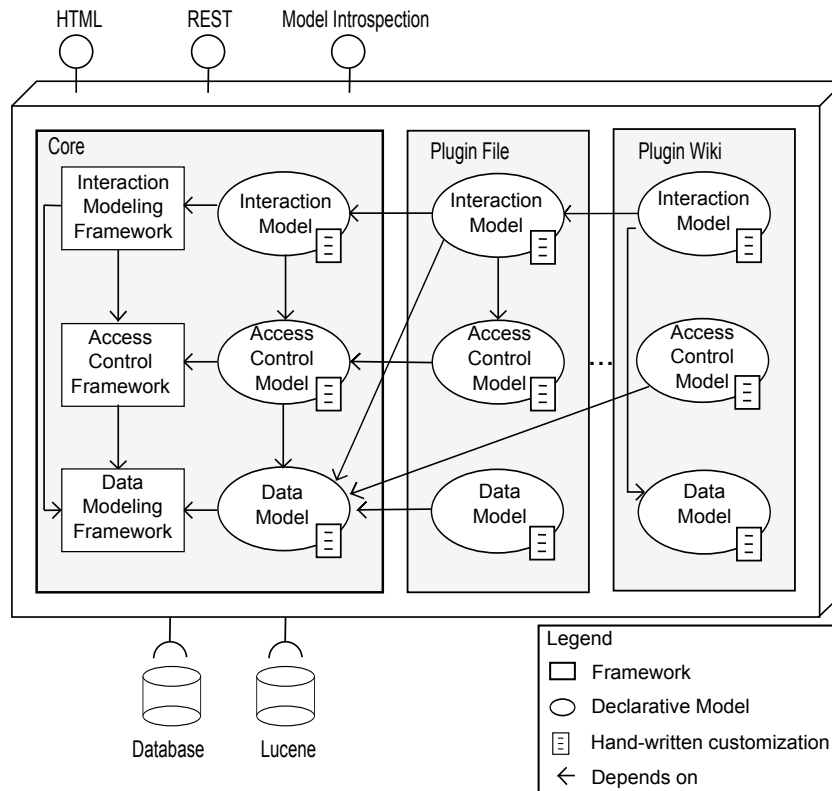 HTML
REST
Model Introspection
Core
Plugin File
Plugin Wiki
Interaction
Modeling
Framework
Interaction
Model
Interaction
Model
Interaction
Model
Access
Control
Framework
Access
Control
Model
Access
Control
Model
...
Access
Control
Model
Data
Modeling
Framework
Data
Model
Data
Model
Data
Model
Database
Lucene
Legend
Framework
Declarative Model
Hand-written customization
Depends on